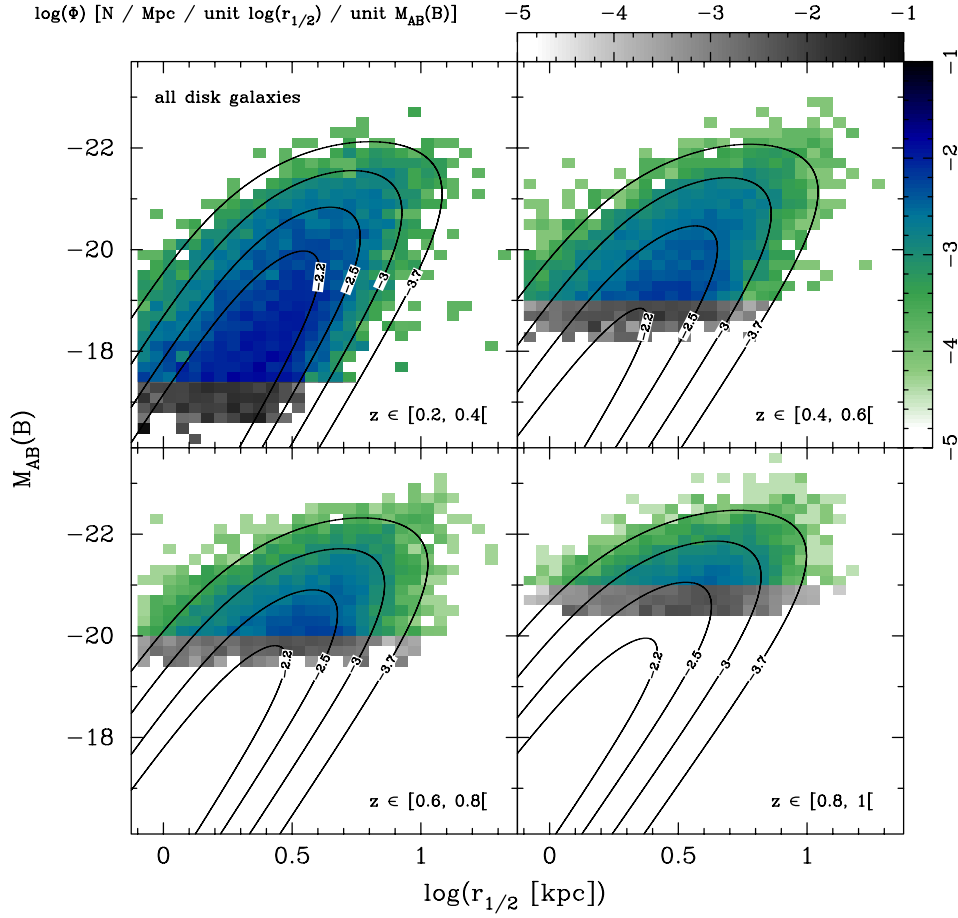 log(Φ) [N / Mpc / unit log(r1/2) / unit MAB(B)]
−5 −4 −3 −2 −1
all disk galaxies
−22
−20
−18
−2.2 −2.5 −3 −3.7
z ∈ [0.2, 0.4[
−2.2 −2.5 −3 −3.7
z ∈ [0.4, 0.6[
−1
−2
−3
−4
−5
MAB(B)
−22
−20
−18
−2.2 −2.5 −3 −3.7
z ∈ [0.6, 0.8[
−2.2 −2.5 −3 −3.7
z ∈ [0.8, 1[
0 0.5 1 0 0.5 1
log(r1/2 [kpc])